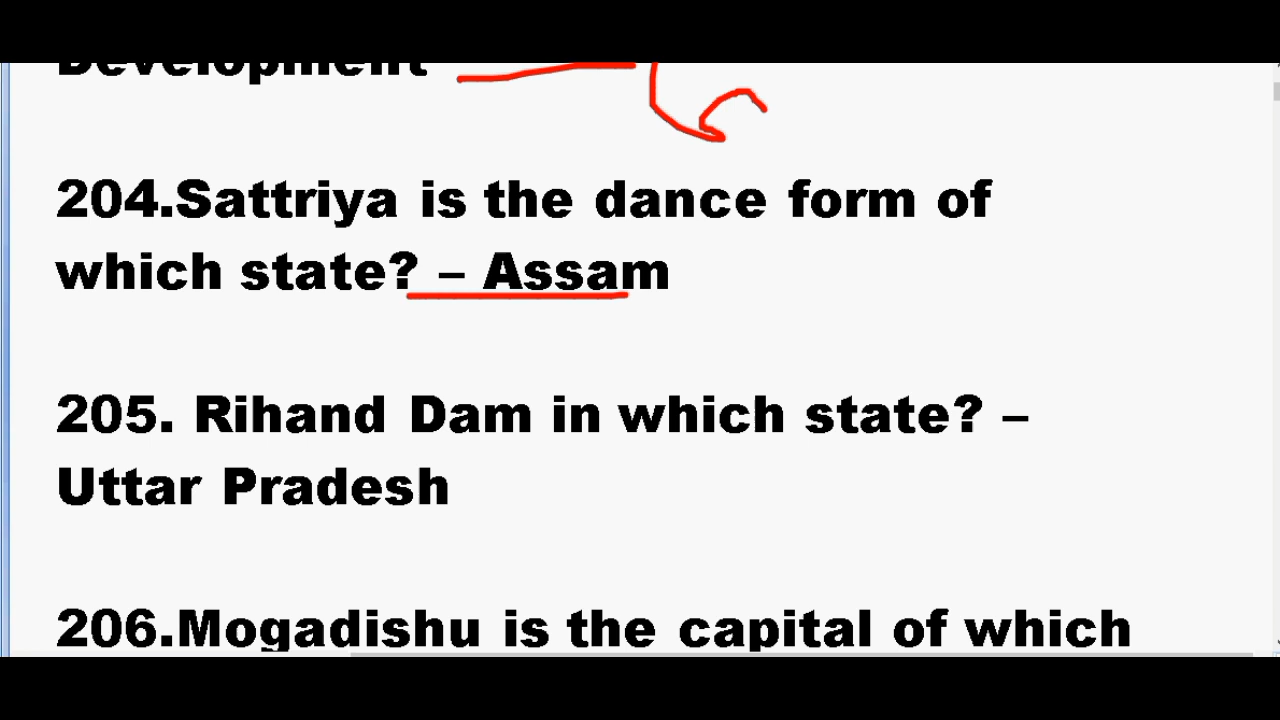 Development
204.Sattriya is the dance form of
which state? – Assam
205. Rihand Dam in which state? –
Uttar Pradesh
206.Mogadishu is the capital of which